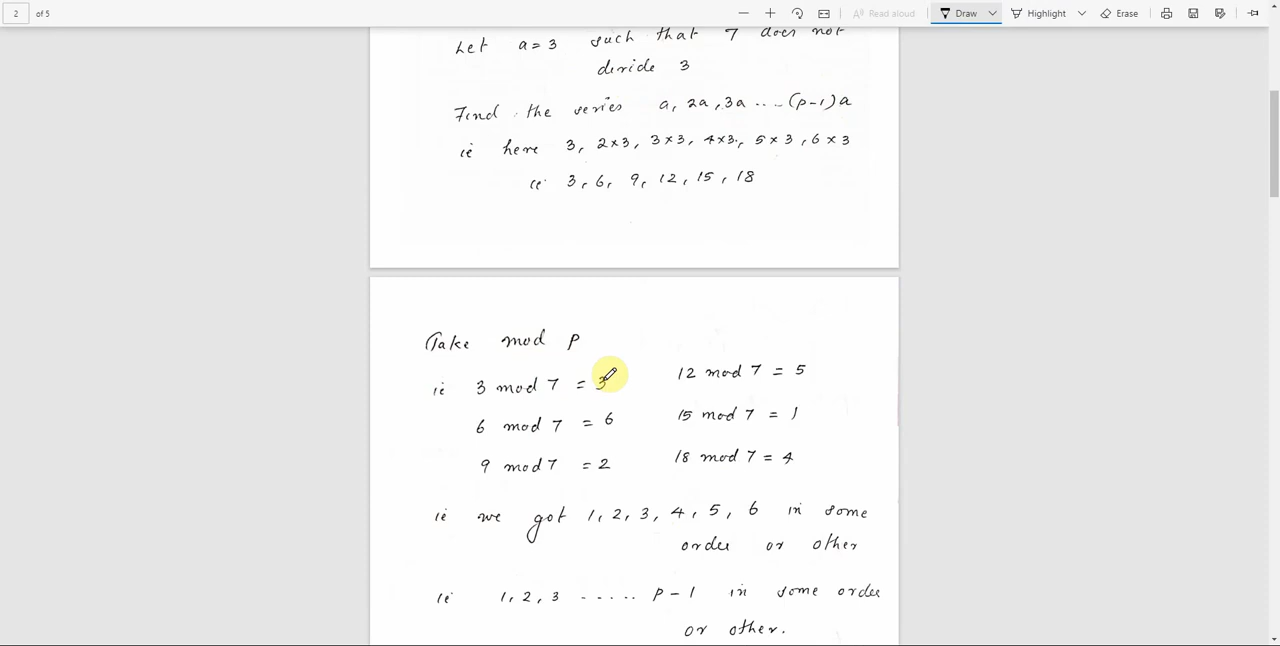 2 of 5 Read aloud Draw Highlight Erase
Let a = 3 such that 7 does not
divide 3
Find the series a, 2a, 3a .... (p-1)a
ie here 3, 2×3, 3×3, 4×3, 5×3, 6×3
ie 3, 6, 9, 12, 15, 18
Take mod p
ie 3 mod 7 = 3
6 mod 7 = 6
9 mod 7 = 2
12 mod 7 = 5
15 mod 7 = 1
18 mod 7 = 4
ie we got 1, 2, 3, 4, 5, 6 in some
order or other
ie 1, 2, 3 ..... p-1 in some order
or other.